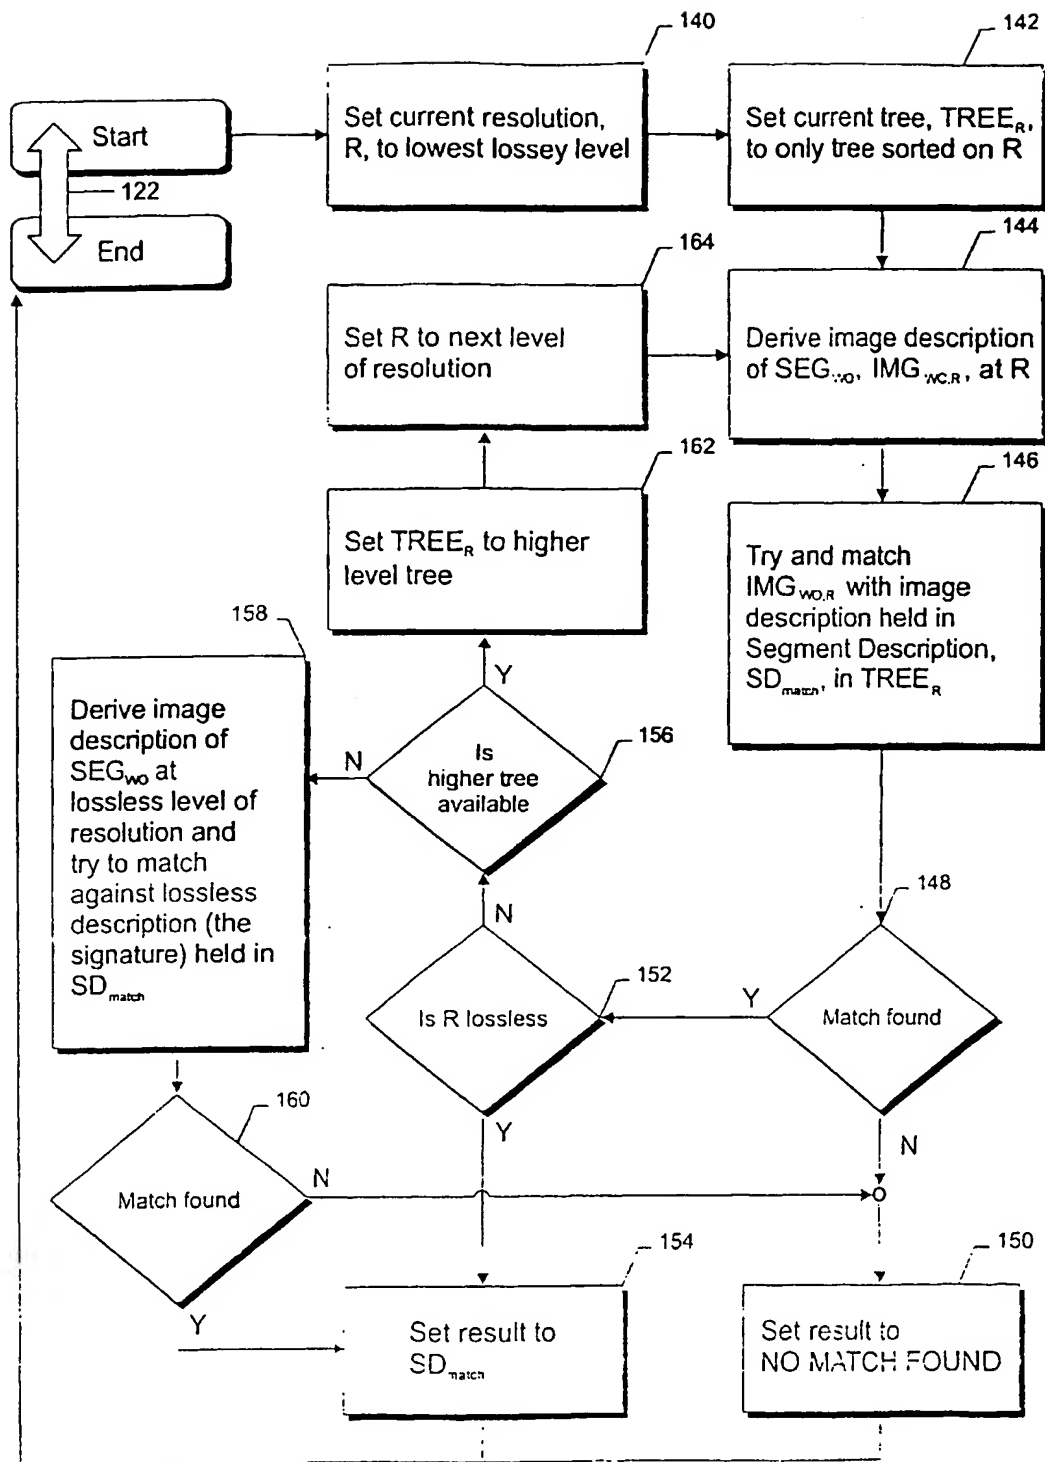 140
142
Start
122
End
Set current resolution,
R, to lowest lossey level
Set current tree, TREE_R,
to only tree sorted on R
164
144
Set R to next level
of resolution
Derive image description
of SEG_WO, IMG_WO,R, at R
162
146
Set TREE_R to higher
level tree
Try and match
IMG_WO,R with image
description held in
Segment Description,
SD_match, in TREE_R
158
Y
Derive image
description of
SEG_WO at
lossless level of
resolution and
try to match
against lossless
description (the
signature) held in
SD_match
N
Is
higher tree
available
156
148
N
152
Is R lossless
Y
Match found
Y
N
160
Match found
N
Y
154
150
Set result to
SD_match
Set result to
NO MATCH FOUND